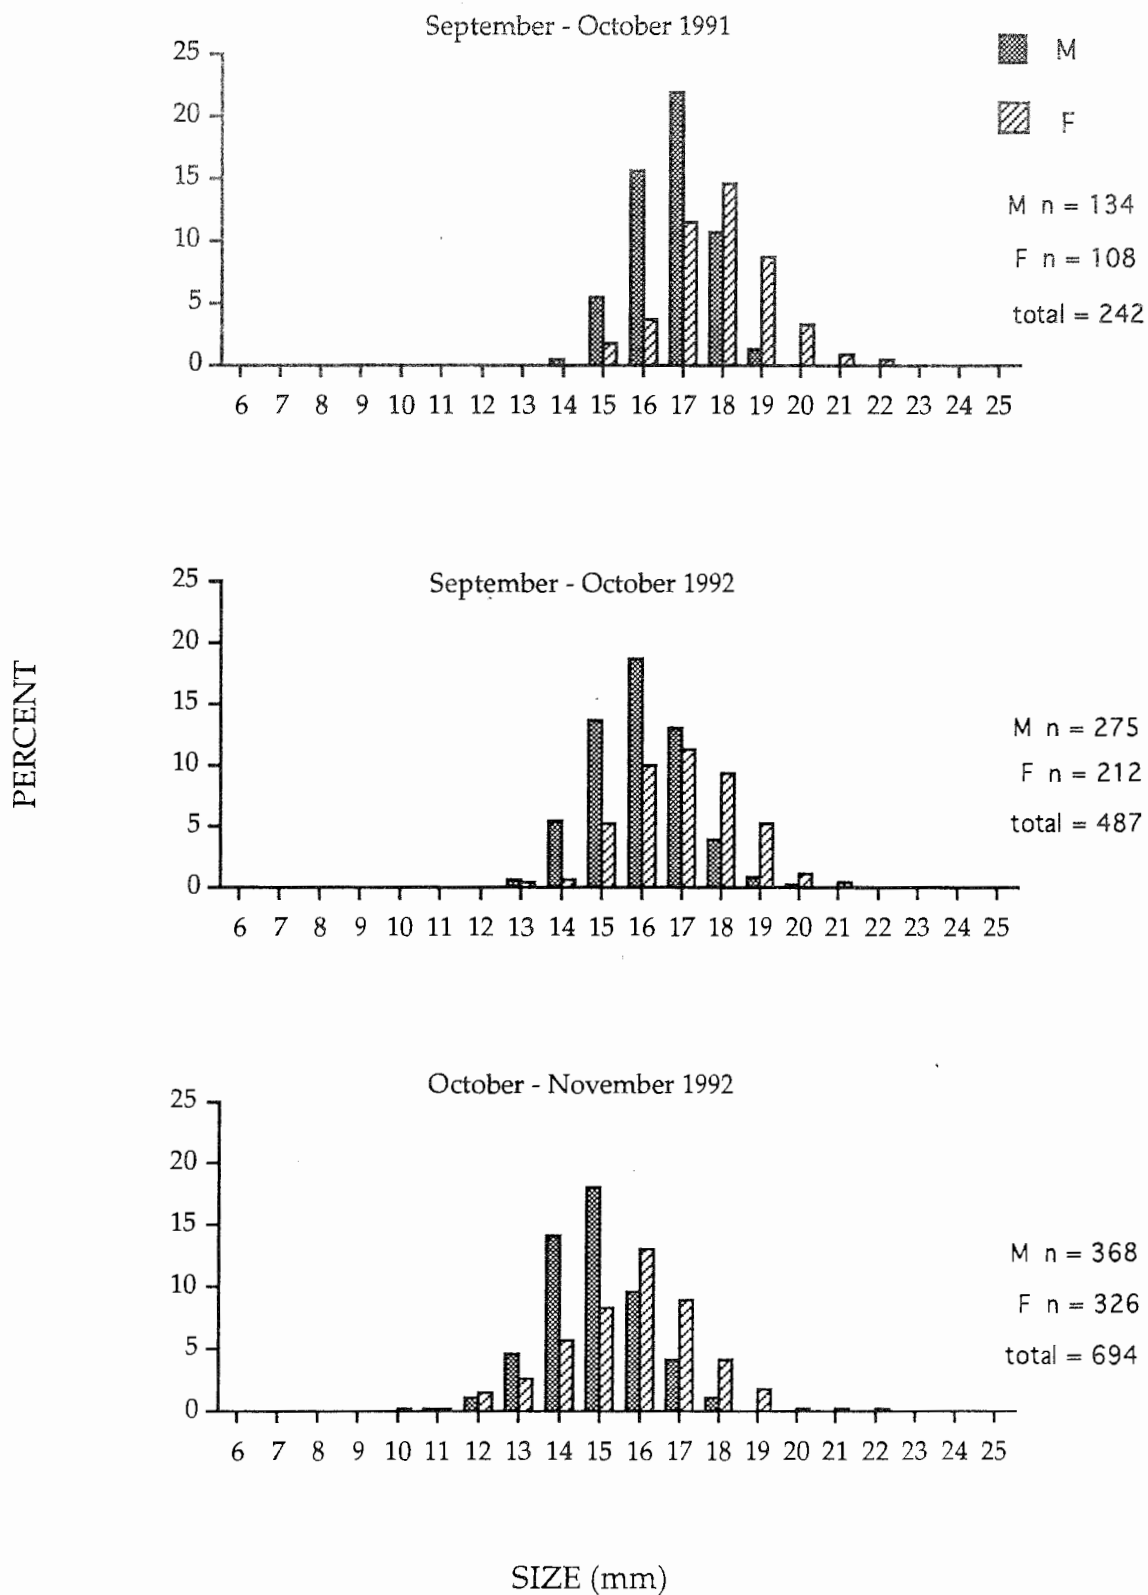 September - October 1991
M
F
M n = 134
F n = 108
total = 242
25
20
15
10
5
0
6 7 8 9 10 11 12 13 14 15 16 17 18 19 20 21 22 23 24 25
PERCENT
September - October 1992
M n = 275
F n = 212
total = 487
25
20
15
10
5
0
6 7 8 9 10 11 12 13 14 15 16 17 18 19 20 21 22 23 24 25
October - November 1992
M n = 368
F n = 326
total = 694
25
20
15
10
5
0
6 7 8 9 10 11 12 13 14 15 16 17 18 19 20 21 22 23 24 25
SIZE (mm)